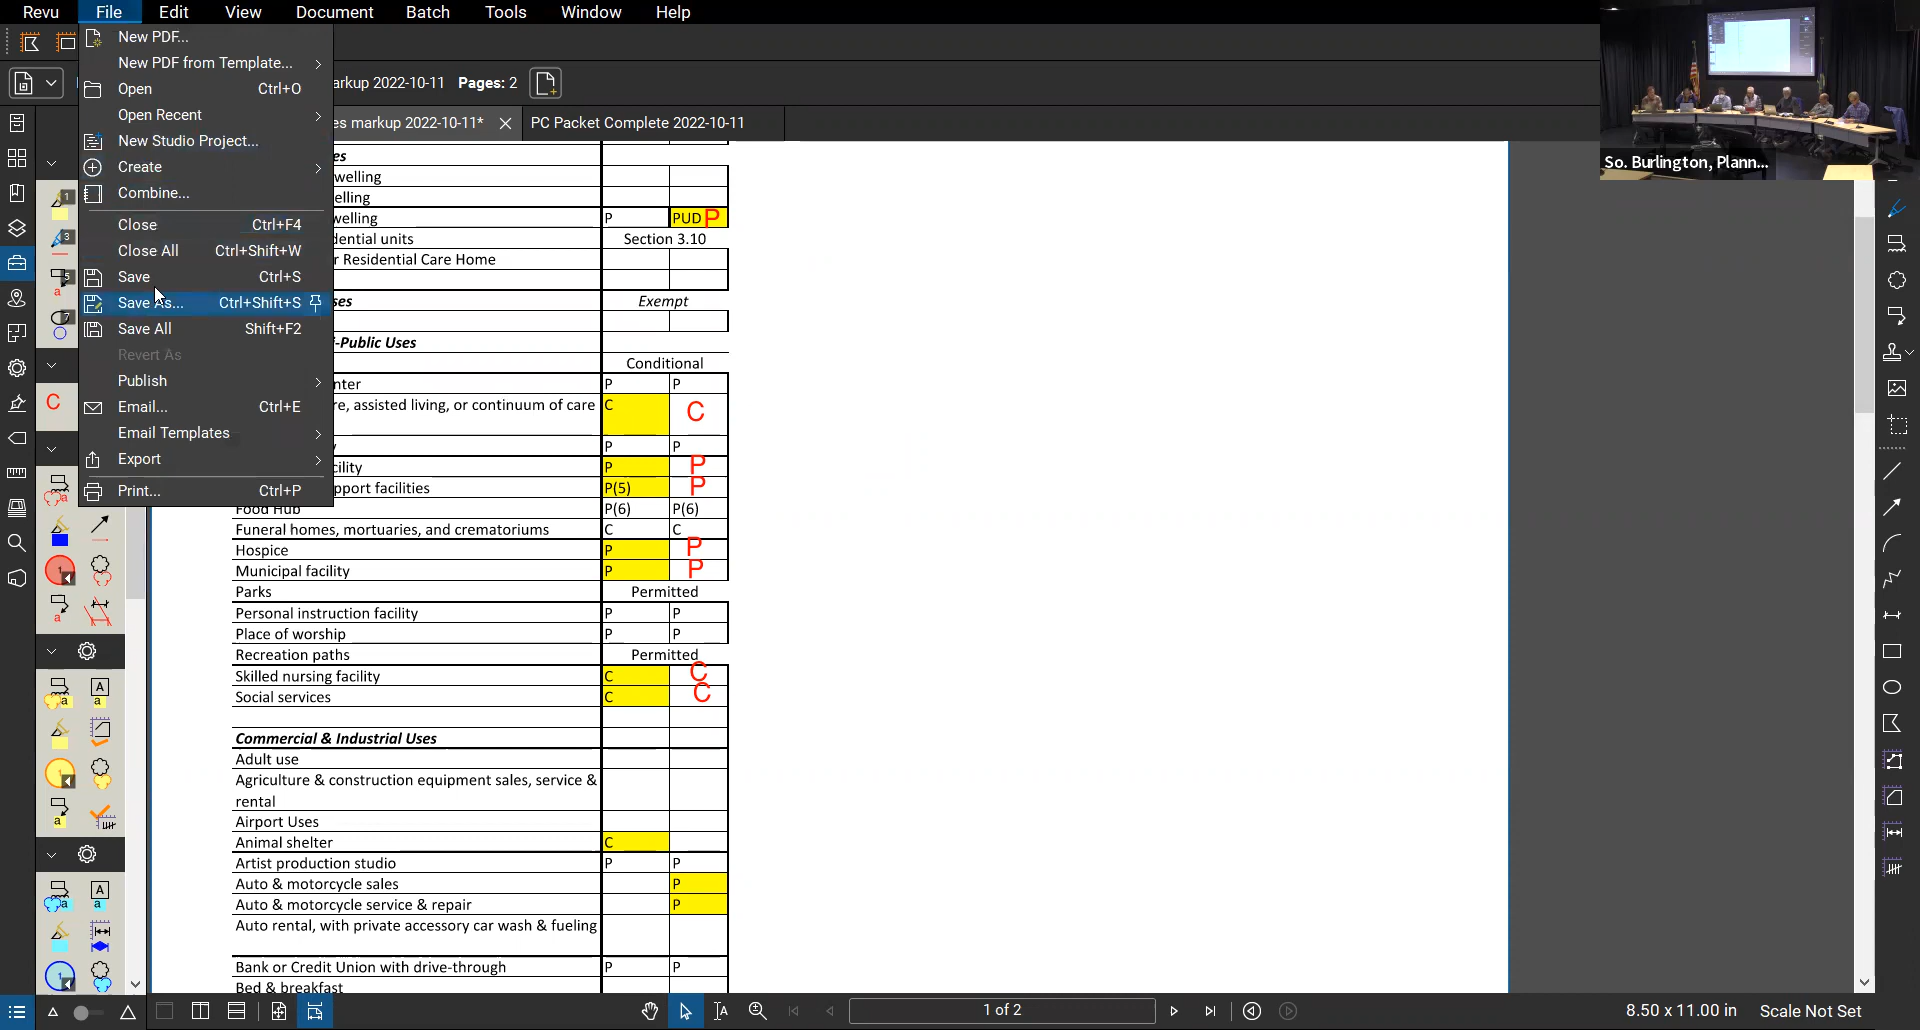 Revu File Edit View Document Batch Tools Window Help
New PDF...
New PDF from Template...
Open Ctrl+O
Open Recent
New Studio Project...
Create
Combine...
Close Ctrl+F4
Close All Ctrl+Shift+W
Save Ctrl+S
Save As... Ctrl+Shift+S
Save All Shift+F2
Revert As
Publish
Email... Ctrl+E
Email Templates
Export
Print... Ctrl+P
arkup 2022-10-11 Pages: 2
es markup 2022-10-11* PC Packet Complete 2022-10-11
So. Burlington, Plann...
es
welling
elling
welling P PUD P
dential units Section 3.10
r Residential Care Home
ses Exempt
-Public Uses
Conditional
nter P P
re, assisted living, or continuum of care C C
y P P
cility P P
pport facilities P(5) P
Food Hub P(6) P(6)
Funeral homes, mortuaries, and crematoriums C C
Hospice P P
Municipal facility P P
Parks Permitted
Personal instruction facility P P
Place of worship P P
Recreation paths Permitted
Skilled nursing facility C C
Social services C C
Commercial & Industrial Uses
Adult use
Agriculture & construction equipment sales, service &
rental
Airport Uses
Animal shelter C
Artist production studio P P
Auto & motorcycle sales P
Auto & motorcycle service & repair P
Auto rental, with private accessory car wash & fueling
Bank or Credit Union with drive-through P P
Bed & breakfast
C
1 of 2
8.50 x 11.00 in Scale Not Set